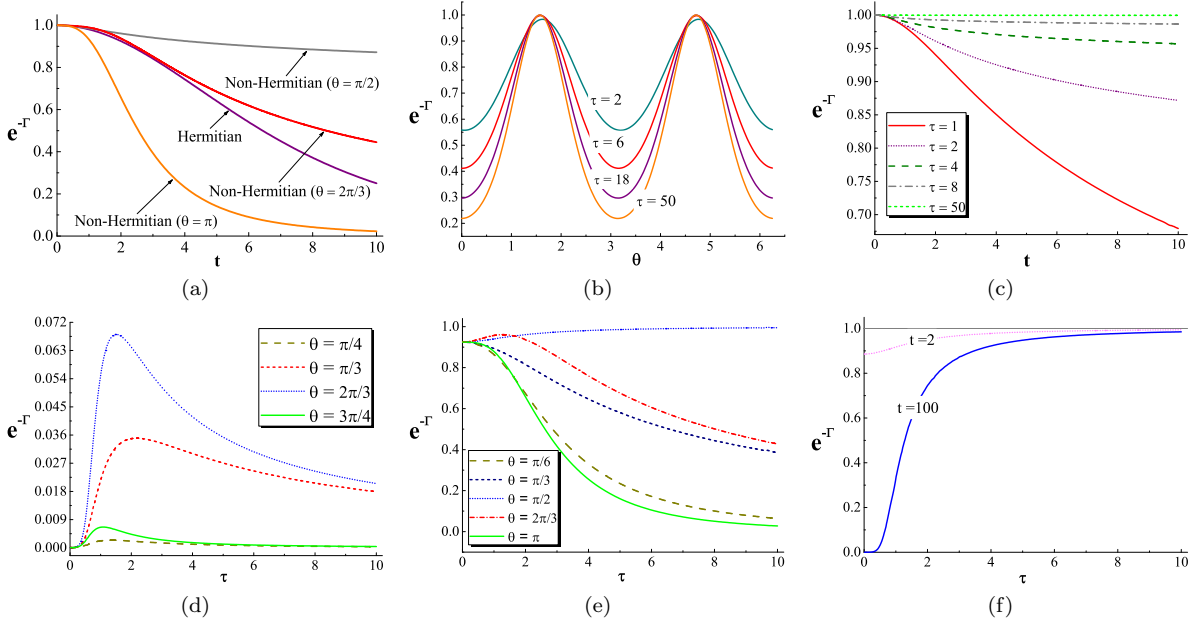 1.0
0.8
0.6
0.4
0.2
0.0
e^-Γ
Non-Hermitian (θ = π/2)
Hermitian
Non-Hermitian (θ = 2π/3)
Non-Hermitian (θ = π)
0 2 4 6 8 10
t
(a)
1.0
0.9
0.8
0.7
0.6
0.5
0.4
0.3
0.2
e^-Γ
τ = 2
τ = 6
τ = 18
τ = 50
0 1 2 3 4 5 6
θ
(b)
1.00
0.95
0.90
0.85
0.80
0.75
0.70
e^-Γ
τ = 1
τ = 2
τ = 4
τ = 8
τ = 50
0 2 4 6 8 10
t
(c)
0.072
0.063
0.054
0.045
0.036
0.027
0.018
0.009
0.000
e^-Γ
θ = π/4
θ = π/3
θ = 2π/3
θ = 3π/4
0 2 4 6 8 10
τ
(d)
1.0
0.8
0.6
0.4
0.2
0.0
e^-Γ
θ = π/6
θ = π/3
θ = π/2
θ = 2π/3
θ = π
0 2 4 6 8 10
τ
(e)
1.0
0.8
0.6
0.4
0.2
0.0
e^-Γ
t =2
t =100
0 2 4 6 8 10
τ
(f)